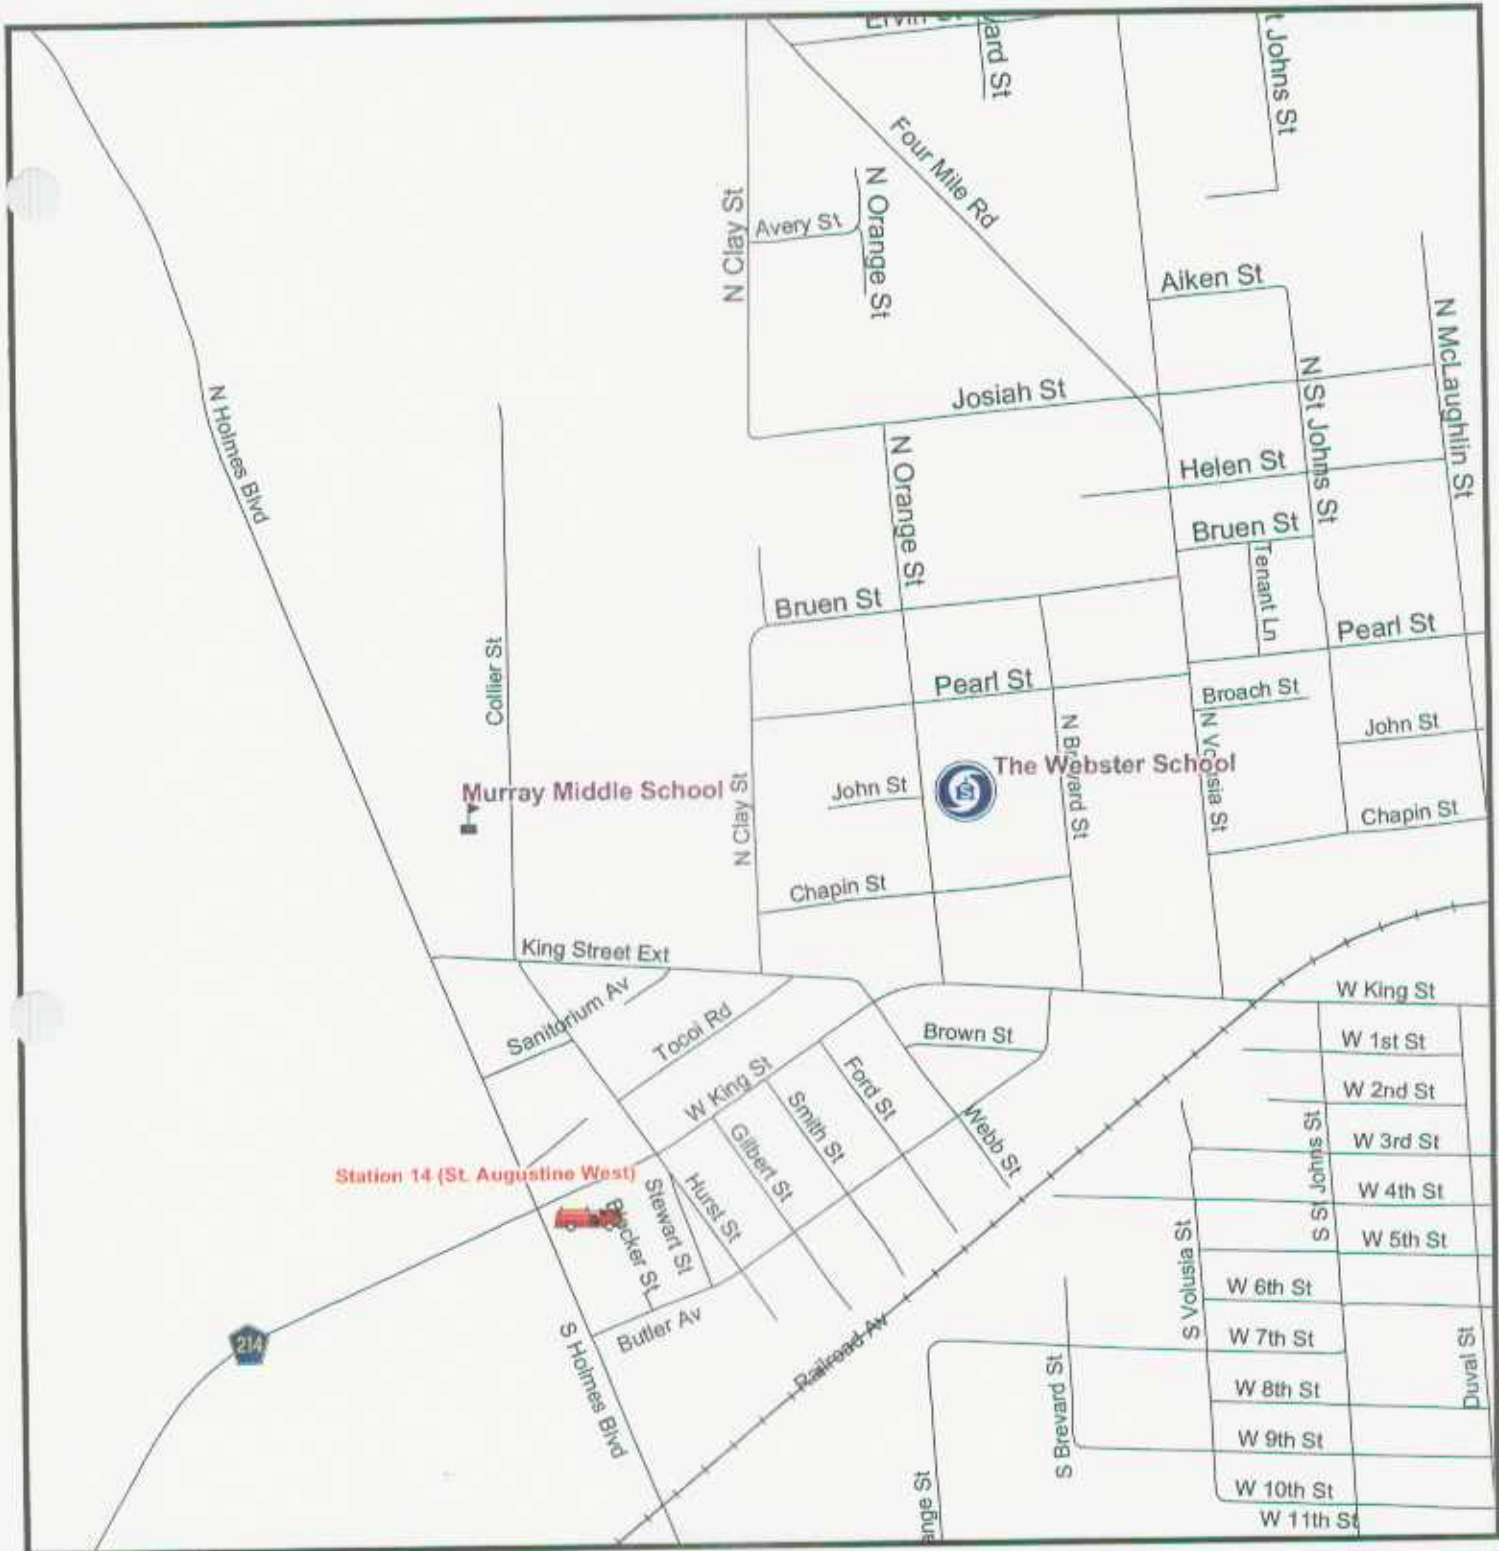 Ervin St
ard St
t Johns St
Four Mile Rd
N Clay St
Avery St
N Orange St
Aiken St
N McLaughlin St
N St Johns St
Josiah St
N Holmes Blvd
N Orange St
Helen St
Bruen St
Tenant Ln
Bruen St
Pearl St
Collier St
Pearl St
Broach St
N Brevard St
N Volusia St
John St
The Webster School
Murray Middle School
John St
N Clay St
Chapin St
Chapin St
King Street Ext
W King St
Sanitorium Av
Tocoi Rd
Brown St
W 1st St
W King St
Ford St
W 2nd St
Smith St
Webb St
S St Johns St
W 3rd St
Gilbert St
Station 14 (St. Augustine West)
Stewart St
Hurst St
W 4th St
S Volusia St
W 5th St
W 6th St
Butler Av
W 7th St
214
S Holmes Blvd
Railroad Av
Duval St
S Brevard St
W 8th St
W 9th St
ange St
W 10th St
W 11th St